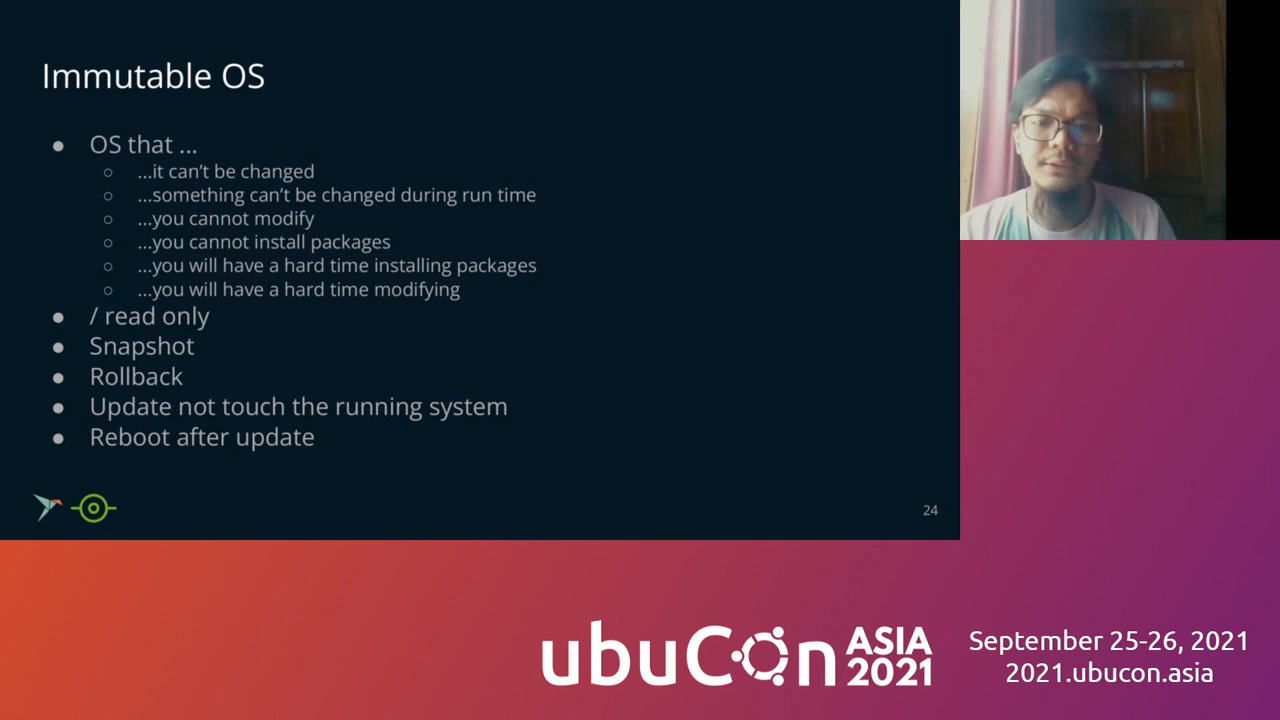 Immutable OS
● OS that ...
○ ...it can't be changed
○ ...something can't be changed during run time
○ ...you cannot modify
○ ...you cannot install packages
○ ...you will have a hard time installing packages
○ ...you will have a hard time modifying
● / read only
● Snapshot
● Rollback
● Update not touch the running system
● Reboot after update
24
ubuCon ASIA 2021
September 25-26, 2021
2021.ubucon.asia